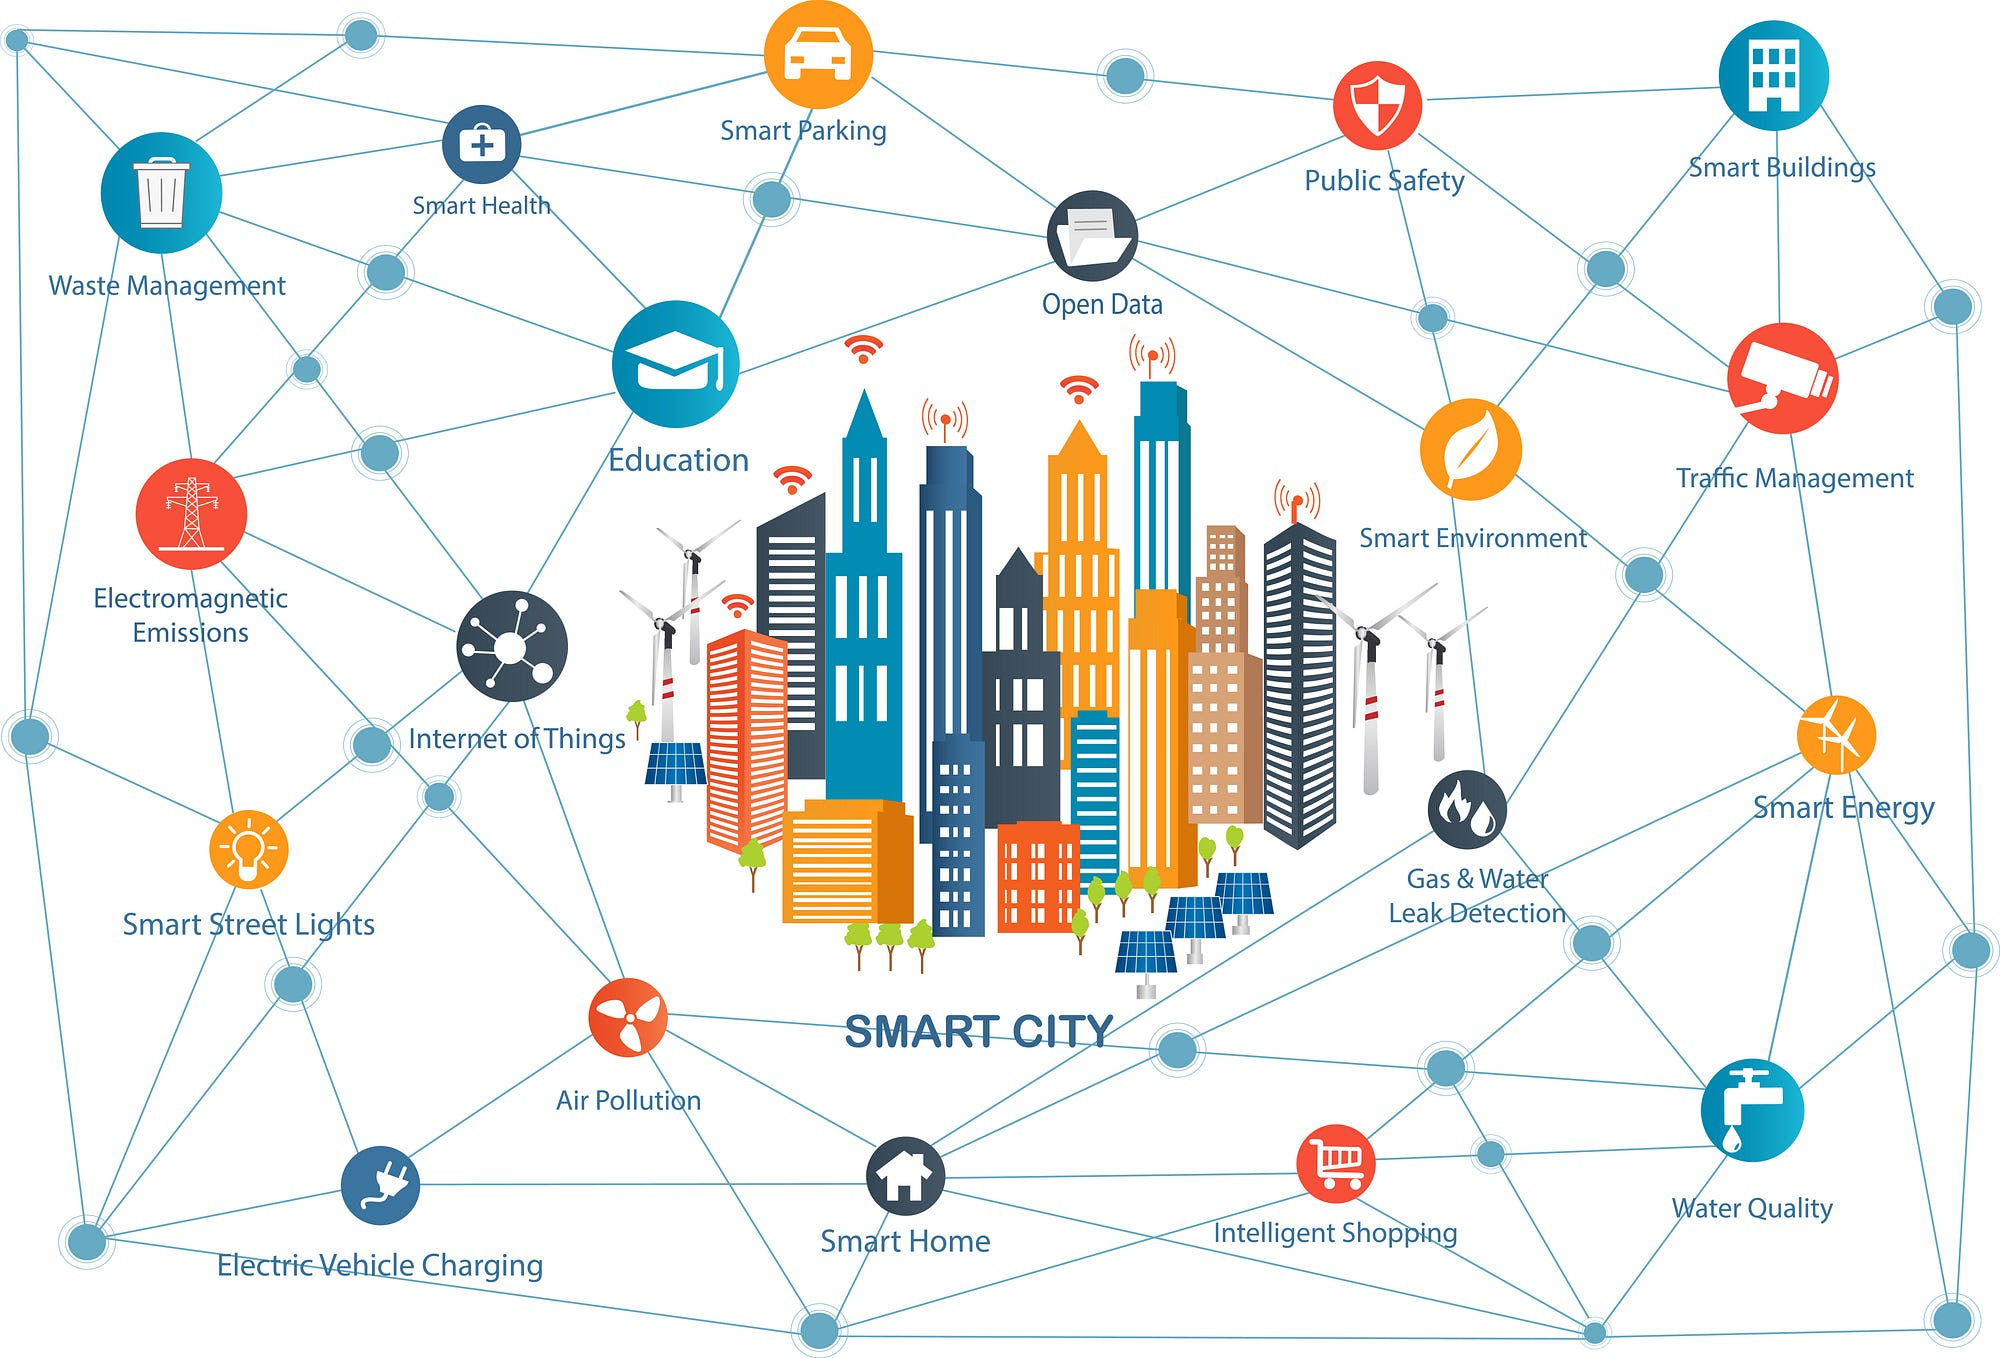 Smart Parking
Public Safety
Smart Buildings
Smart Health
Waste Management
Open Data
Education
Traffic Management
Smart Environment
Electromagnetic
Emissions
Internet of Things
Smart Energy
Gas & Water
Leak Detection
Smart Street Lights
SMART CITY
Air Pollution
Water Quality
Intelligent Shopping
Smart Home
Electric Vehicle Charging